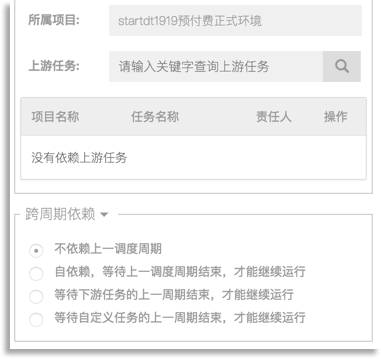 所属项目: startdt1919预付费正式环境
上游任务: 请输入关键字查询上游任务
项目名称 任务名称 责任人 操作
没有依赖上游任务
跨周期依赖
不依赖上一调度周期
自依赖，等待上一调度周期结束，才能继续运行
等待下游任务的上一周期结束，才能继续运行
等待自定义任务的上一周期结束，才能继续运行